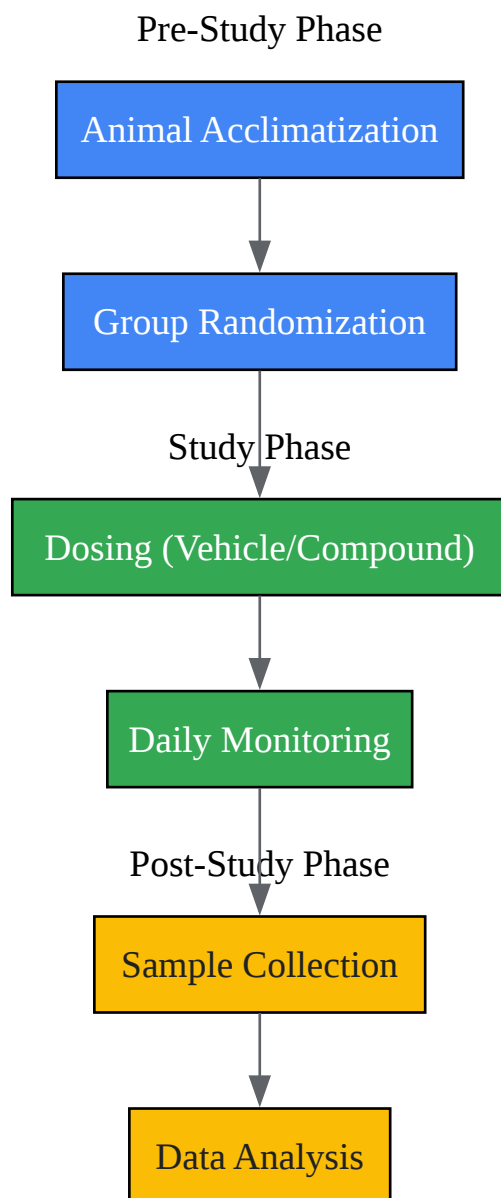 Pre-Study Phase
Animal Acclimatization
Group Randomization
Study Phase
Dosing (Vehicle/Compound)
Daily Monitoring
Post-Study Phase
Sample Collection
Data Analysis